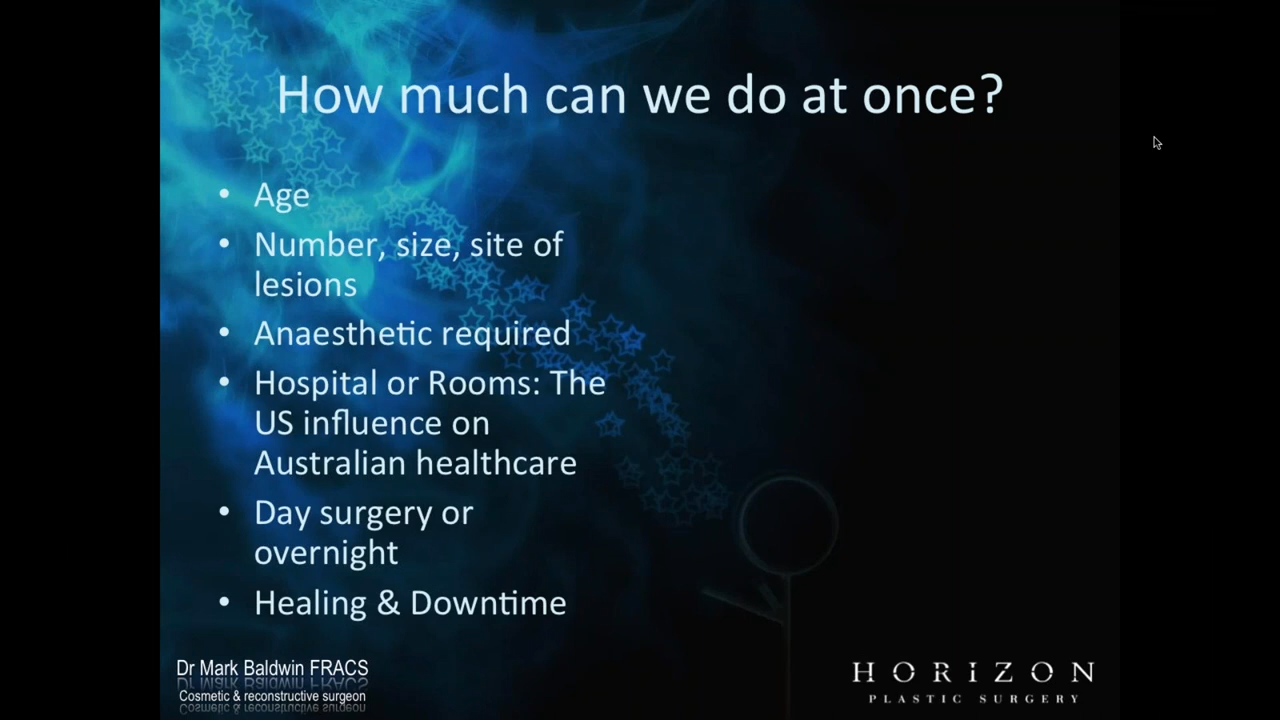 How much can we do at once?
• Age
• Number, size, site of
lesions
• Anaesthetic required
• Hospital or Rooms: The
US influence on
Australian healthcare
• Day surgery or
overnight
• Healing & Downtime
Dr Mark Baldwin FRACS
Cosmetic & reconstructive surgeon
HORIZON
PLASTIC SURGERY